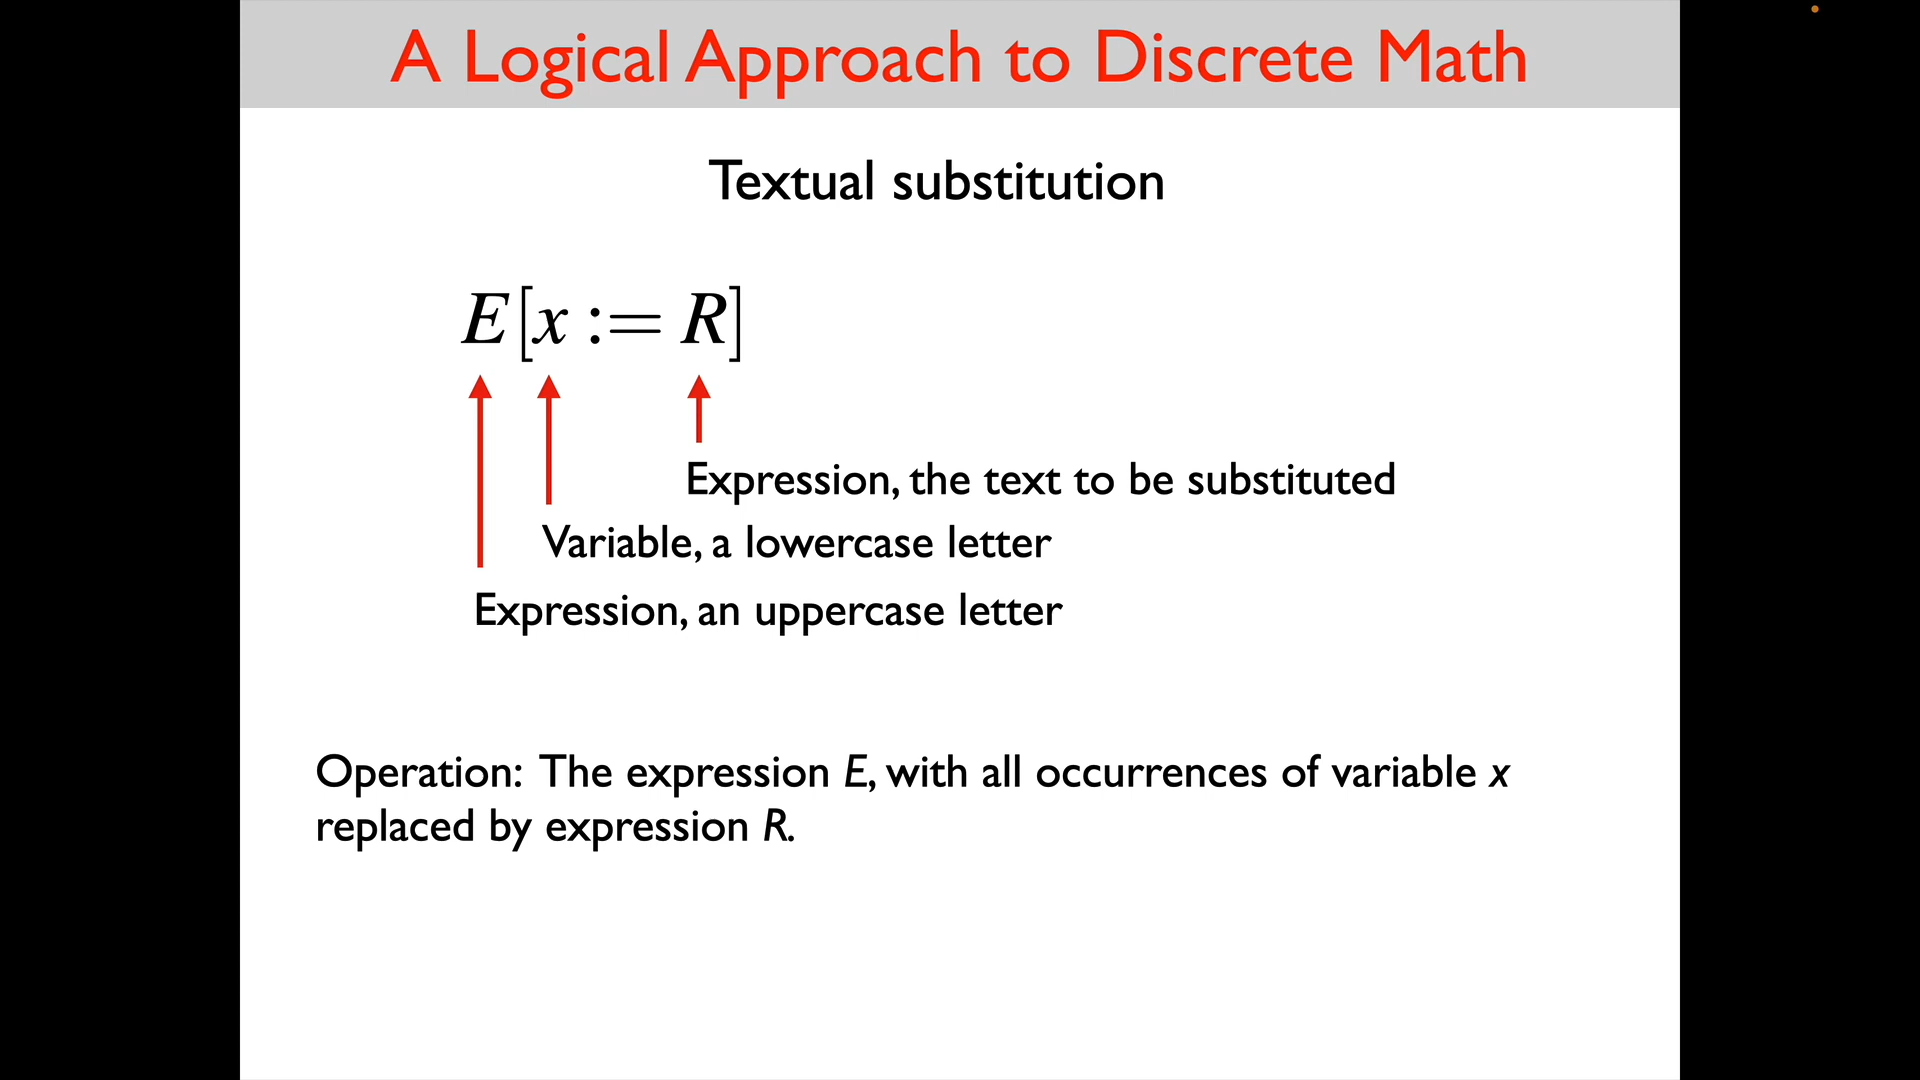 A Logical Approach to Discrete Math
Textual substitution
E[x := R]
Expression, the text to be substituted
Variable, a lowercase letter
Expression, an uppercase letter
Operation: The expression E, with all occurrences of variable x
replaced by expression R.